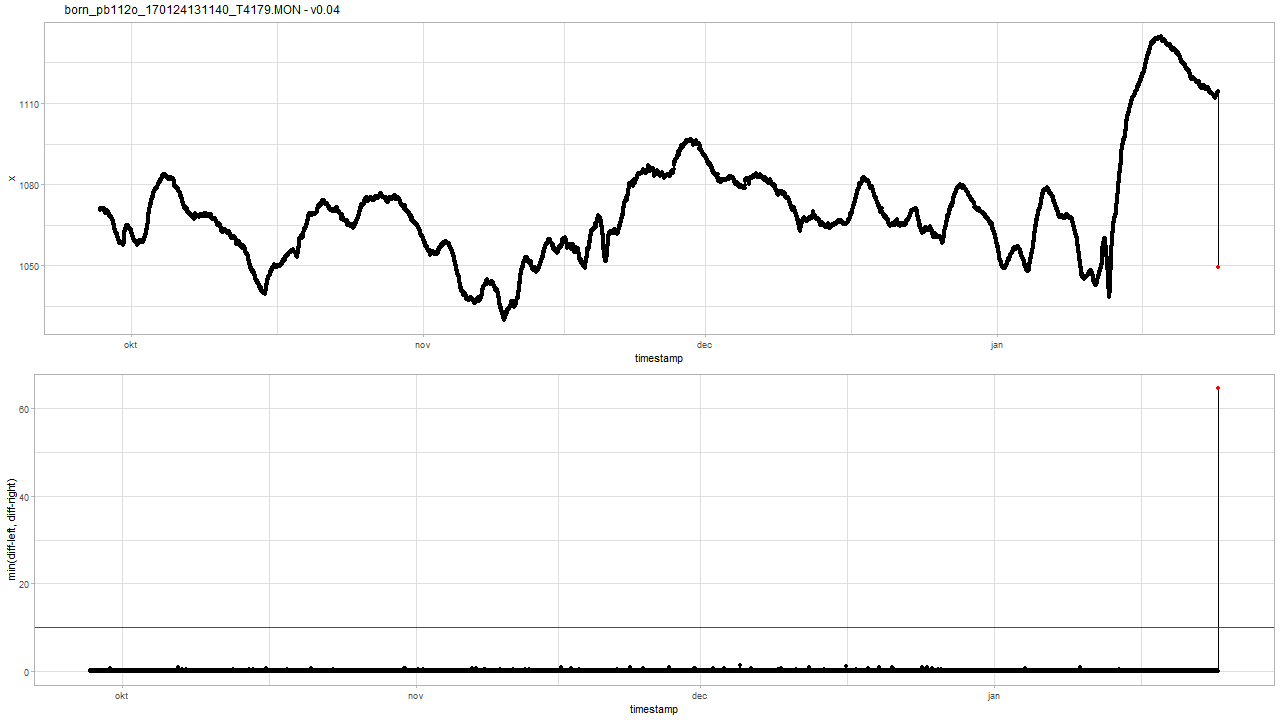 born_pb112o_170124131140_T4179.MON - v0.04
1110
1080
1050
x
okt nov dec jan
timestamp
60
40
20
0
min(diff-left, diff-right)
okt nov dec jan
timestamp